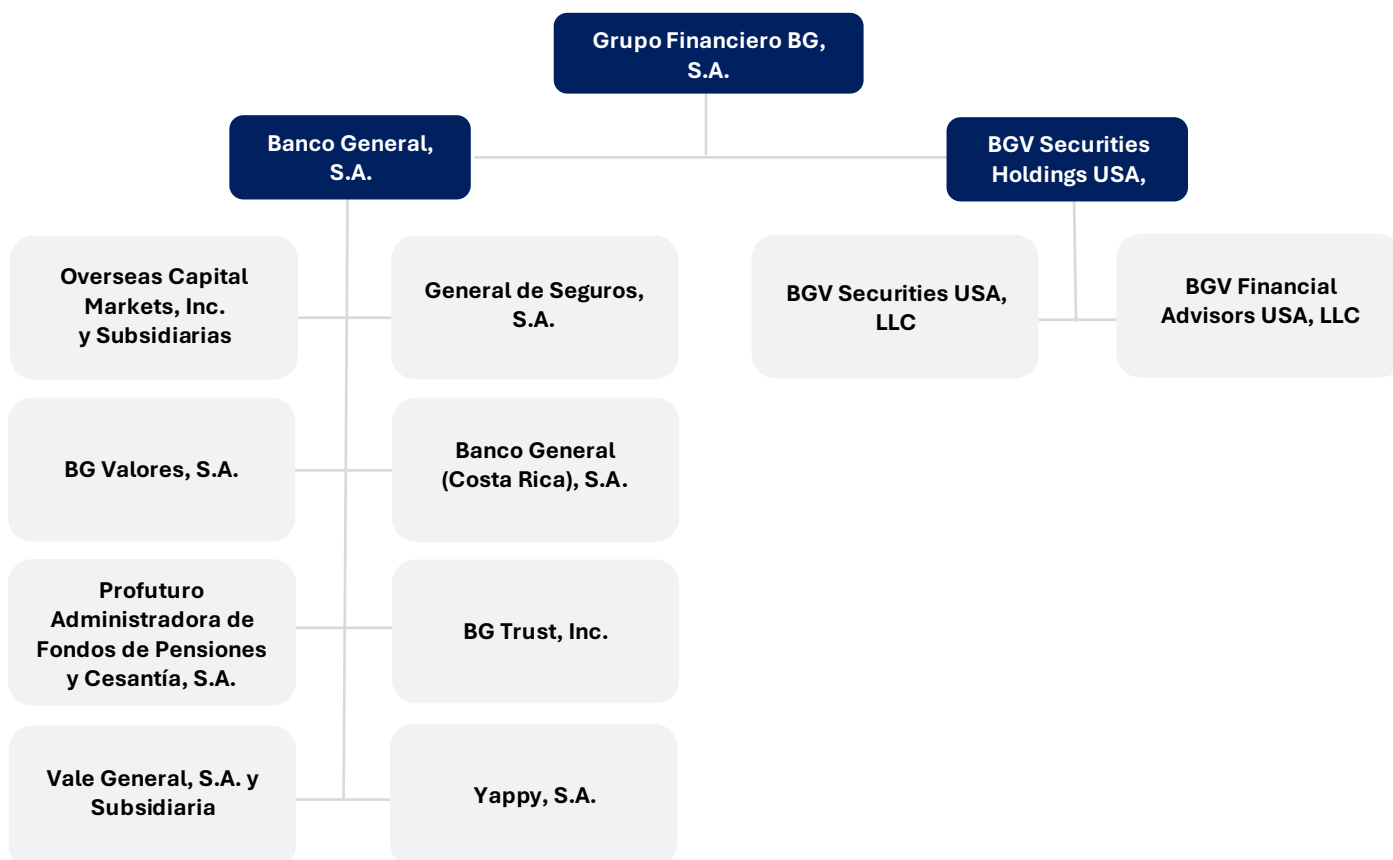 Grupo Financiero BG,
S.A.
Banco General,
S.A.
BGV Securities
Holdings USA,
Overseas Capital
Markets, Inc.
y Subsidiarias
General de Seguros,
S.A.
BGV Securities USA,
LLC
BGV Financial
Advisors USA, LLC
BG Valores, S.A.
Banco General
(Costa Rica), S.A.
Profuturo
Administradora de
Fondos de Pensiones
y Cesantía, S.A.
BG Trust, Inc.
Vale General, S.A. y
Subsidiaria
Yappy, S.A.